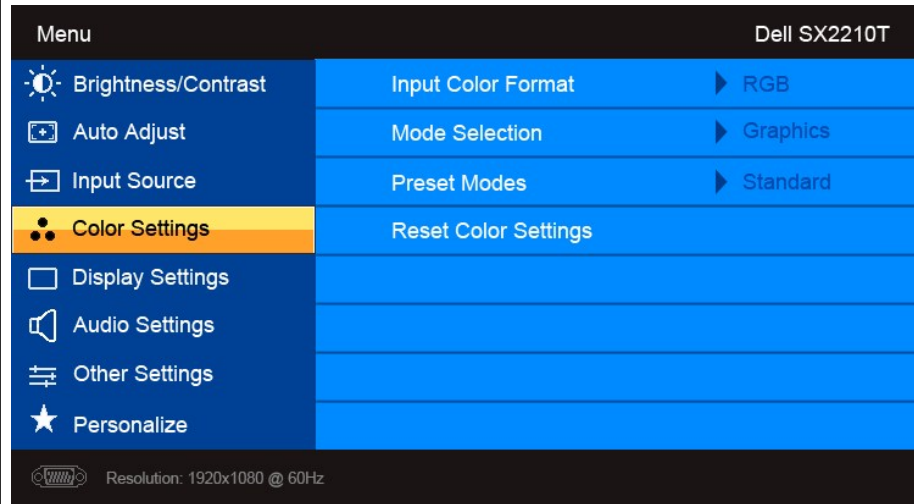 Menu Dell SX2210T
Brightness/Contrast Input Color Format RGB
Auto Adjust Mode Selection Graphics
Input Source Preset Modes Standard
Color Settings Reset Color Settings
Display Settings
Audio Settings
Other Settings
Personalize
Resolution: 1920x1080 @ 60Hz